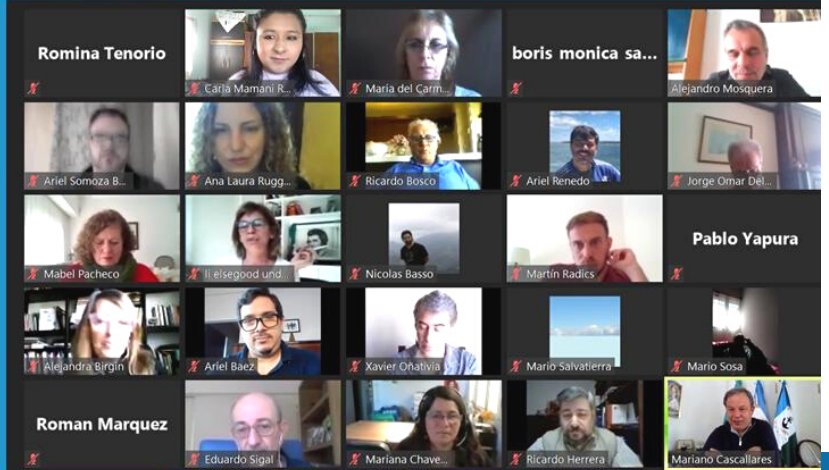 Romina Tenorio
Carla Mamani R...
Maria del Carm...
boris monica sa...
Alejandro Mosquera
Ariel Somoza B...
Ana Laura Rugg...
Ricardo Bosco
Ariel Renedo
Jorge Omar Del...
Mabel Pacheco
li elsegood und...
Nicolas Basso
Martín Radics
Pablo Yapura
Alejandra Birgin
Ariel Baez
Xavier Oñativia
Mario Salvatierra
Mario Sosa
Roman Marquez
Eduardo Sigal
Mariana Chave...
Ricardo Herrera
Mariano Cascallares